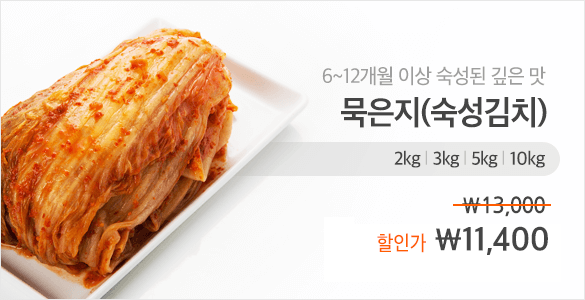 6~12개월 이상 숙성된 깊은 맛
묵은지(숙성김치)
2kg | 3kg | 5kg | 10kg
₩13,000
할인가 ₩11,400